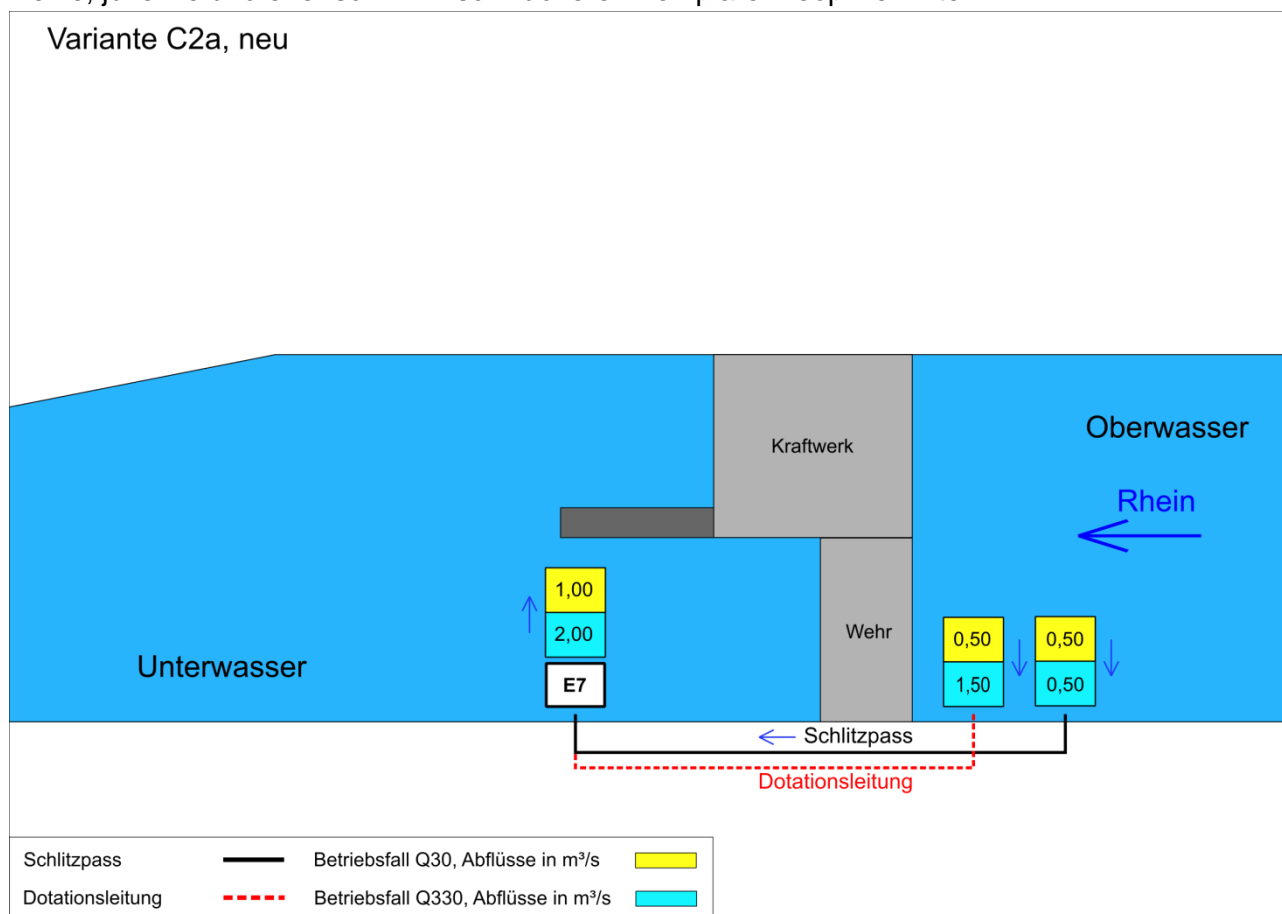 Variante C2a, neu
Kraftwerk
Oberwasser
Rhein
1,00
2,00
E7
Wehr
0,50
1,50
0,50
0,50
Unterwasser
Schlitzpass
Dotationsleitung
Schlitzpass
Betriebsfall Q30, Abflüsse in m³/s
Dotationsleitung
Betriebsfall Q330, Abflüsse in m³/s